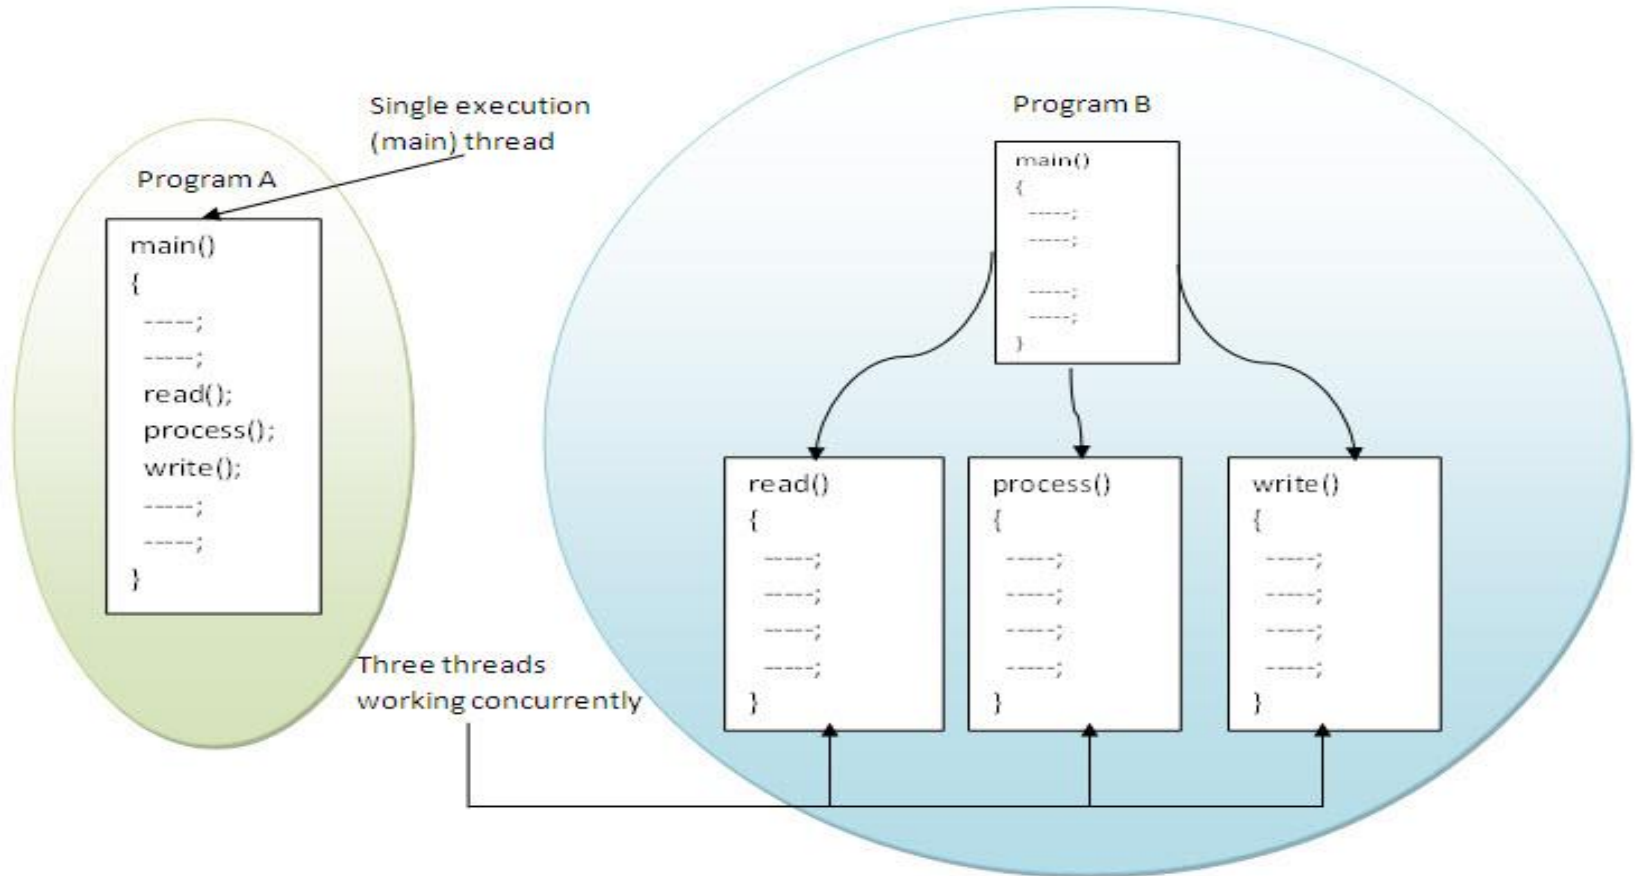 Single execution
(main) thread
Program A
main()
{
-----;
-----;
read();
process();
write();
-----;
-----;
}
Program B
main()
{
-----;
-----;
-----;
-----;
}
read()
{
-----;
-----;
-----;
-----;
}
process()
{
-----;
-----;
-----;
-----;
}
write()
{
-----;
-----;
-----;
-----;
}
Three threads
working concurrently